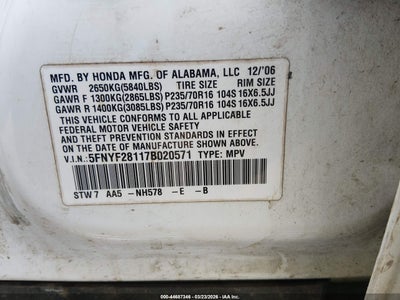 MFD. BY HONDA MFG. OF ALABAMA, LLC 12/'06
GVWR 2650KG(5840LBS) TIRE SIZE RIM SIZE
GAWR F 1300KG(2865LBS) P235/70R16 104S 16X6.5JJ
GAWR R 1400KG(3085LBS) P235/70R16 104S 16X6.5JJ
THIS VEHICLE CONFORMS TO ALL APPLICABLE
FEDERAL MOTOR VEHICLE SAFETY
AND THEFT PREVENTION STANDARDS IN EFFECT
ON THE DATE OF MANUFACTURE SHOWN ABOVE.
V.I.N.: 5FNYF28117B020571 TYPE: MPV
STW7 AA5 -NH578 -E -B
000-44687346 - 03/23/2026 - COPYRIGHT IAA, LLC